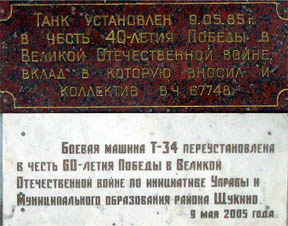 Танк установлен 9.05.85 г.
в честь 40-летия Победы в
Великой Отечественной войне,
вклад в которую вносил и
коллектив в.ч. 67748.
Боевая машина Т-34 переустановлена
в честь 60-летия Победы в Великой
Отечественной войне по инициативе Управы и
Муниципального образования района Щукино.
9 мая 2005 года